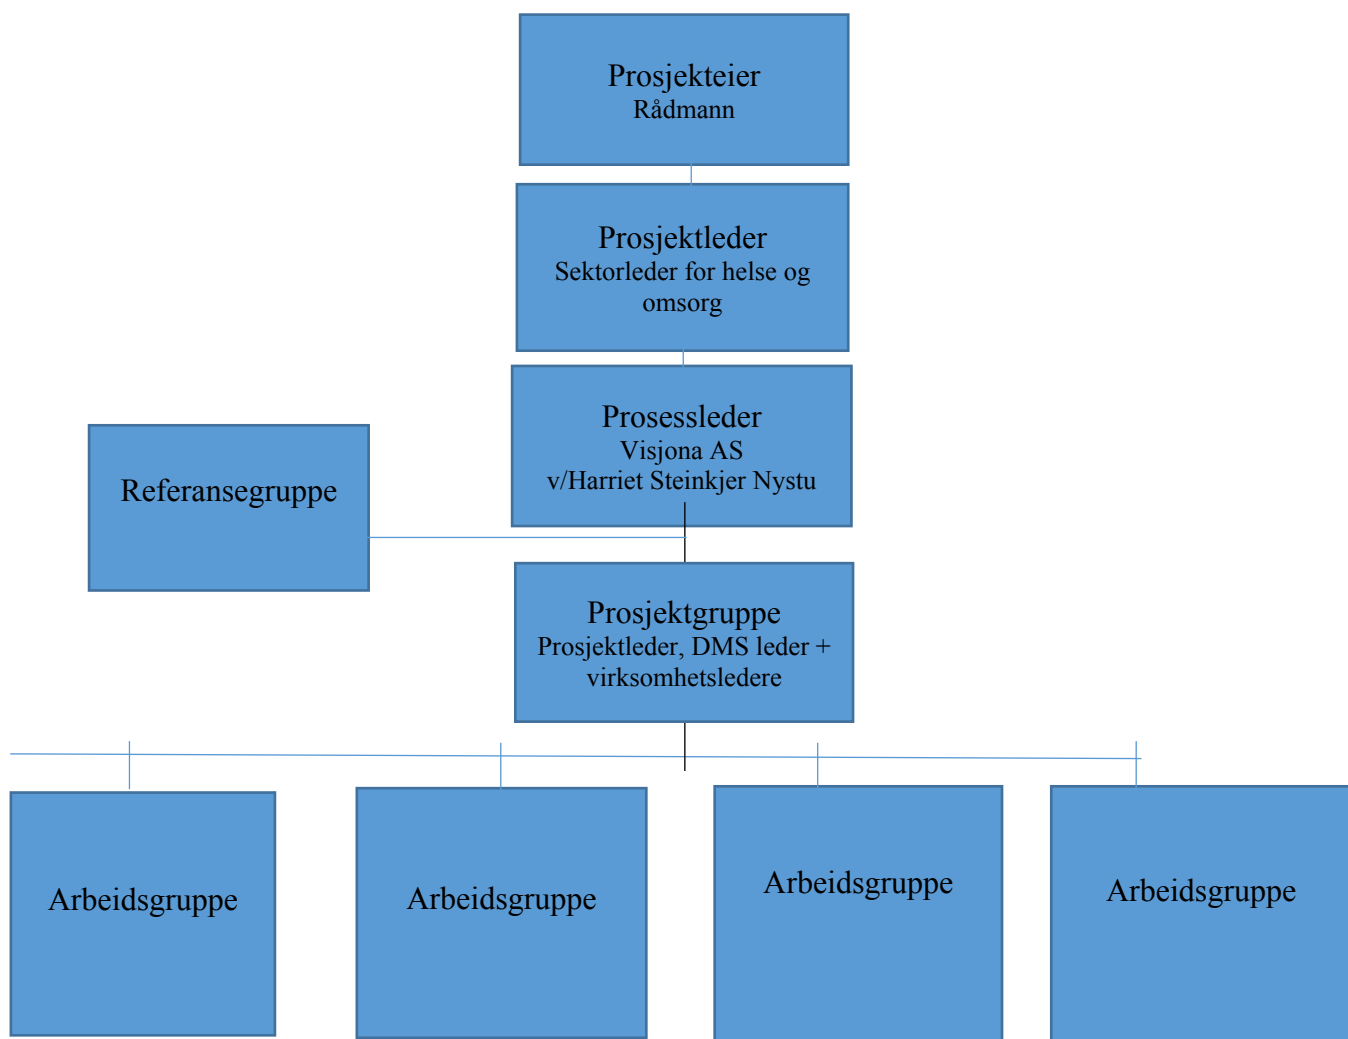 Prosjekteier
Rådmann
Prosjektleder
Sektorleder for helse og
omsorg
Prosessleder
Visjona AS
v/Harriet Steinkjer Nystu
Referansegruppe
Prosjektgruppe
Prosjektleder, DMS leder +
virksomhetsledere
Arbeidsgruppe
Arbeidsgruppe
Arbeidsgruppe
Arbeidsgruppe